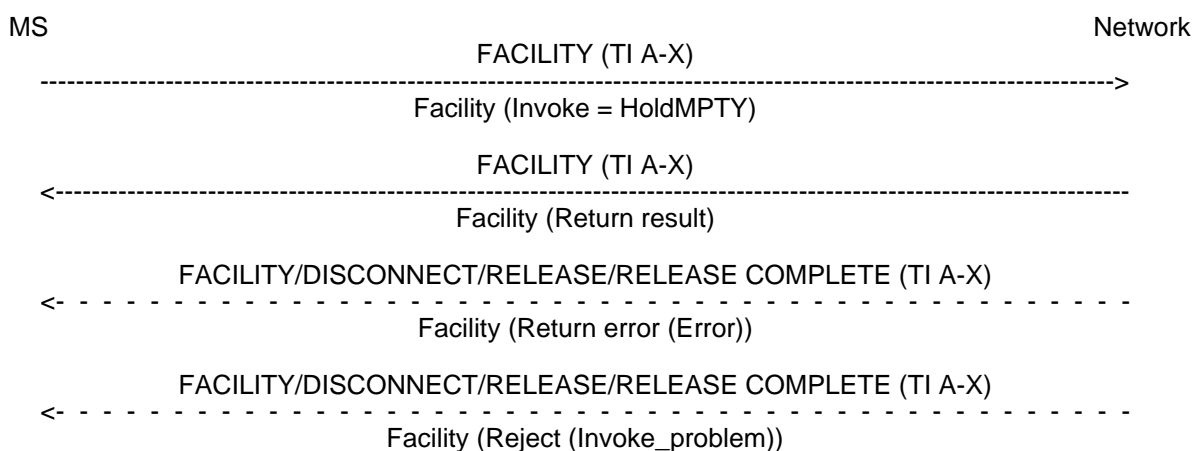 MS Network
FACILITY (TI A-X)
Facility (Invoke = HoldMPTY)
FACILITY (TI A-X)
Facility (Return result)
FACILITY/DISCONNECT/RELEASE/RELEASE COMPLETE (TI A-X)
Facility (Return error (Error))
FACILITY/DISCONNECT/RELEASE/RELEASE COMPLETE (TI A-X)
Facility (Reject (Invoke_problem))